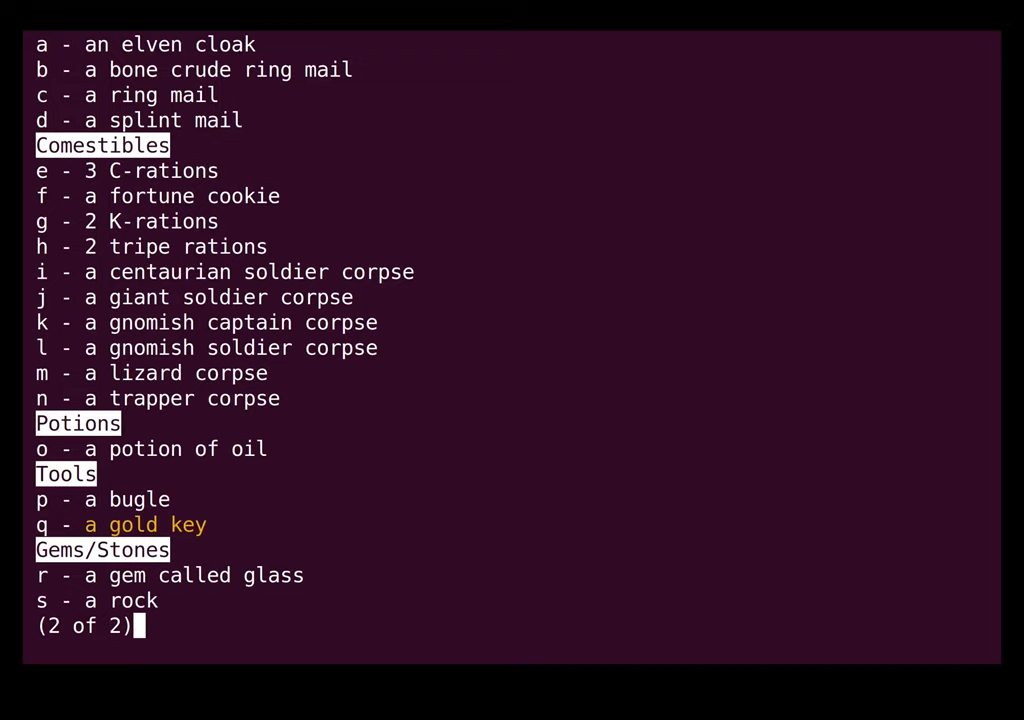 a - an elven cloak
b - a bone crude ring mail
c - a ring mail
d - a splint mail
Comestibles
e - 3 C-rations
f - a fortune cookie
g - 2 K-rations
h - 2 tripe rations
i - a centaurian soldier corpse
j - a giant soldier corpse
k - a gnomish captain corpse
l - a gnomish soldier corpse
m - a lizard corpse
n - a trapper corpse
Potions
o - a potion of oil
Tools
p - a bugle
q - a gold key
Gems/Stones
r - a gem called glass
s - a rock
(2 of 2)